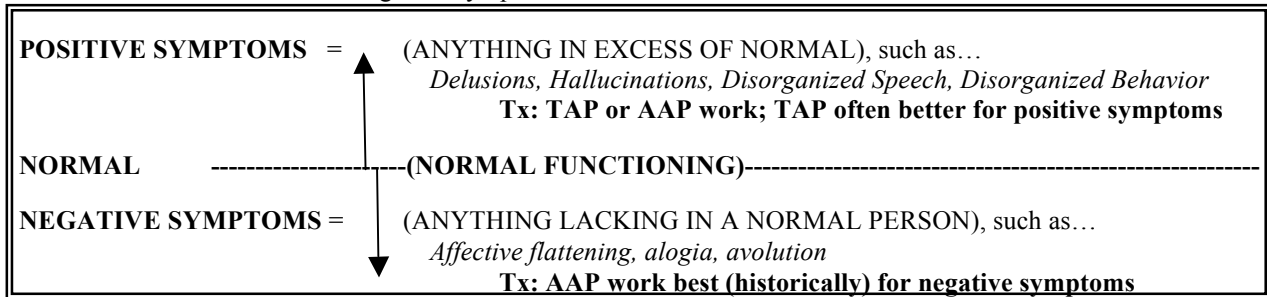 POSITIVE SYMPTOMS = (ANYTHING IN EXCESS OF NORMAL), such as…
Delusions, Hallucinations, Disorganized Speech, Disorganized Behavior
Tx: TAP or AAP work; TAP often better for positive symptoms
NORMAL ---------------------(NORMAL FUNCTIONING)--------------------------------------------------------
NEGATIVE SYMPTOMS = (ANYTHING LACKING IN A NORMAL PERSON), such as…
Affective flattening, alogia, avolution
Tx: AAP work best (historically) for negative symptoms